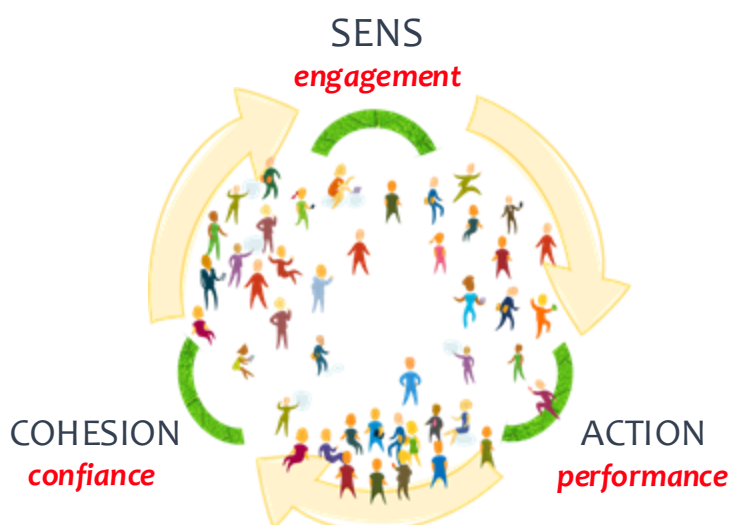 SENS
engagement
COHESION
confiance
ACTION
performance